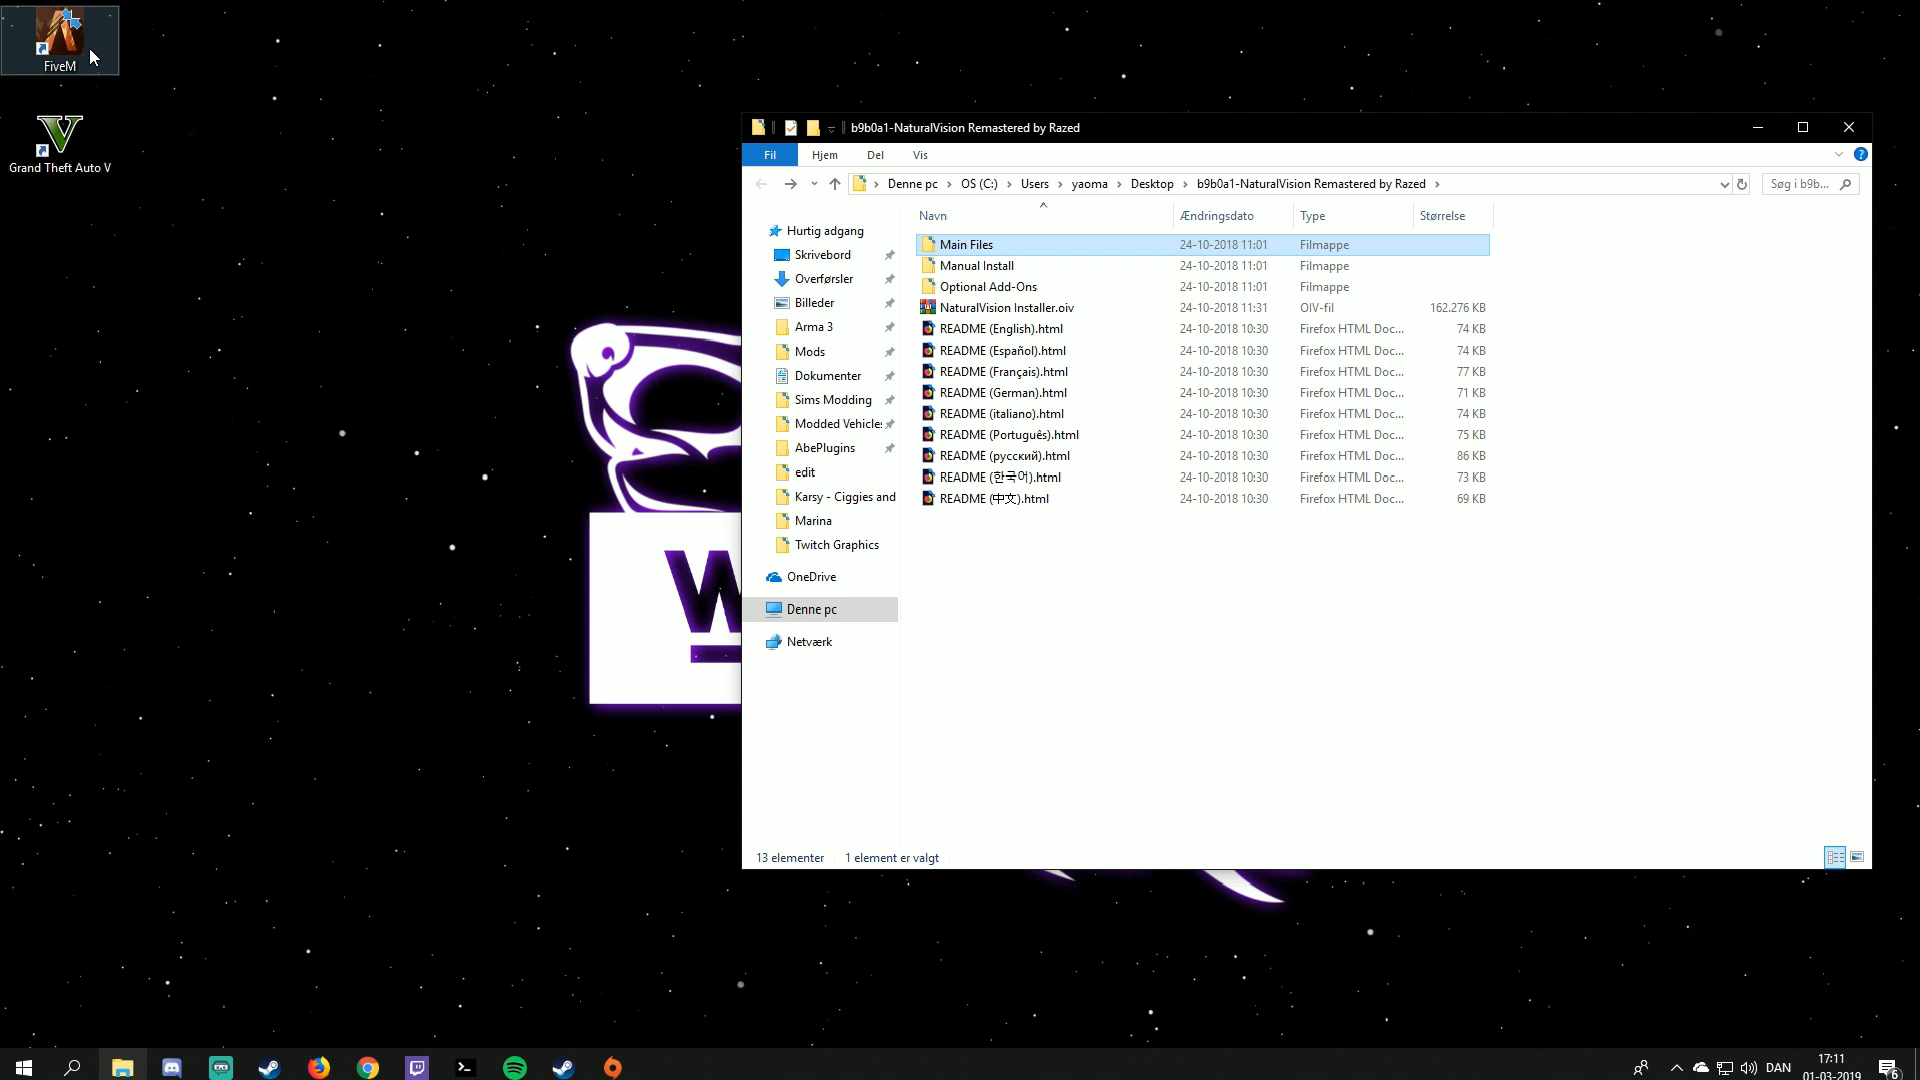 FiveM
Grand Theft Auto V
b9b0a1-NaturalVision Remastered by Razed
Fil Hjem Del Vis
Denne pc OS (C:) Users yaoma Desktop b9b0a1-NaturalVision Remastered by Razed
Søg i b9b...
Navn Ændringsdato Type Størrelse
Hurtig adgang
Skrivebord
Overførsler
Billeder
Arma 3
Mods
Dokumenter
Sims Modding
Modded Vehicles
AbePlugins
edit
Karsy - Ciggies and
Marina
Twitch Graphics
OneDrive
Denne pc
Netværk
Main Files 24-10-2018 11:01 Filmappe
Manual Install 24-10-2018 11:01 Filmappe
Optional Add-Ons 24-10-2018 11:01 Filmappe
NaturalVision Installer.oiv 24-10-2018 11:31 OIV-fil 162.276 KB
README (English).html 24-10-2018 10:30 Firefox HTML Doc... 74 KB
README (Español).html 24-10-2018 10:30 Firefox HTML Doc... 74 KB
README (Français).html 24-10-2018 10:30 Firefox HTML Doc... 77 KB
README (German).html 24-10-2018 10:30 Firefox HTML Doc... 71 KB
README (italiano).html 24-10-2018 10:30 Firefox HTML Doc... 74 KB
README (Português).html 24-10-2018 10:30 Firefox HTML Doc... 75 KB
README (русский).html 24-10-2018 10:30 Firefox HTML Doc... 86 KB
README (한국어).html 24-10-2018 10:30 Firefox HTML Doc... 73 KB
README (中文).html 24-10-2018 10:30 Firefox HTML Doc... 69 KB
13 elementer 1 element er valgt
W
DAN
17:11
01-03-2019
6